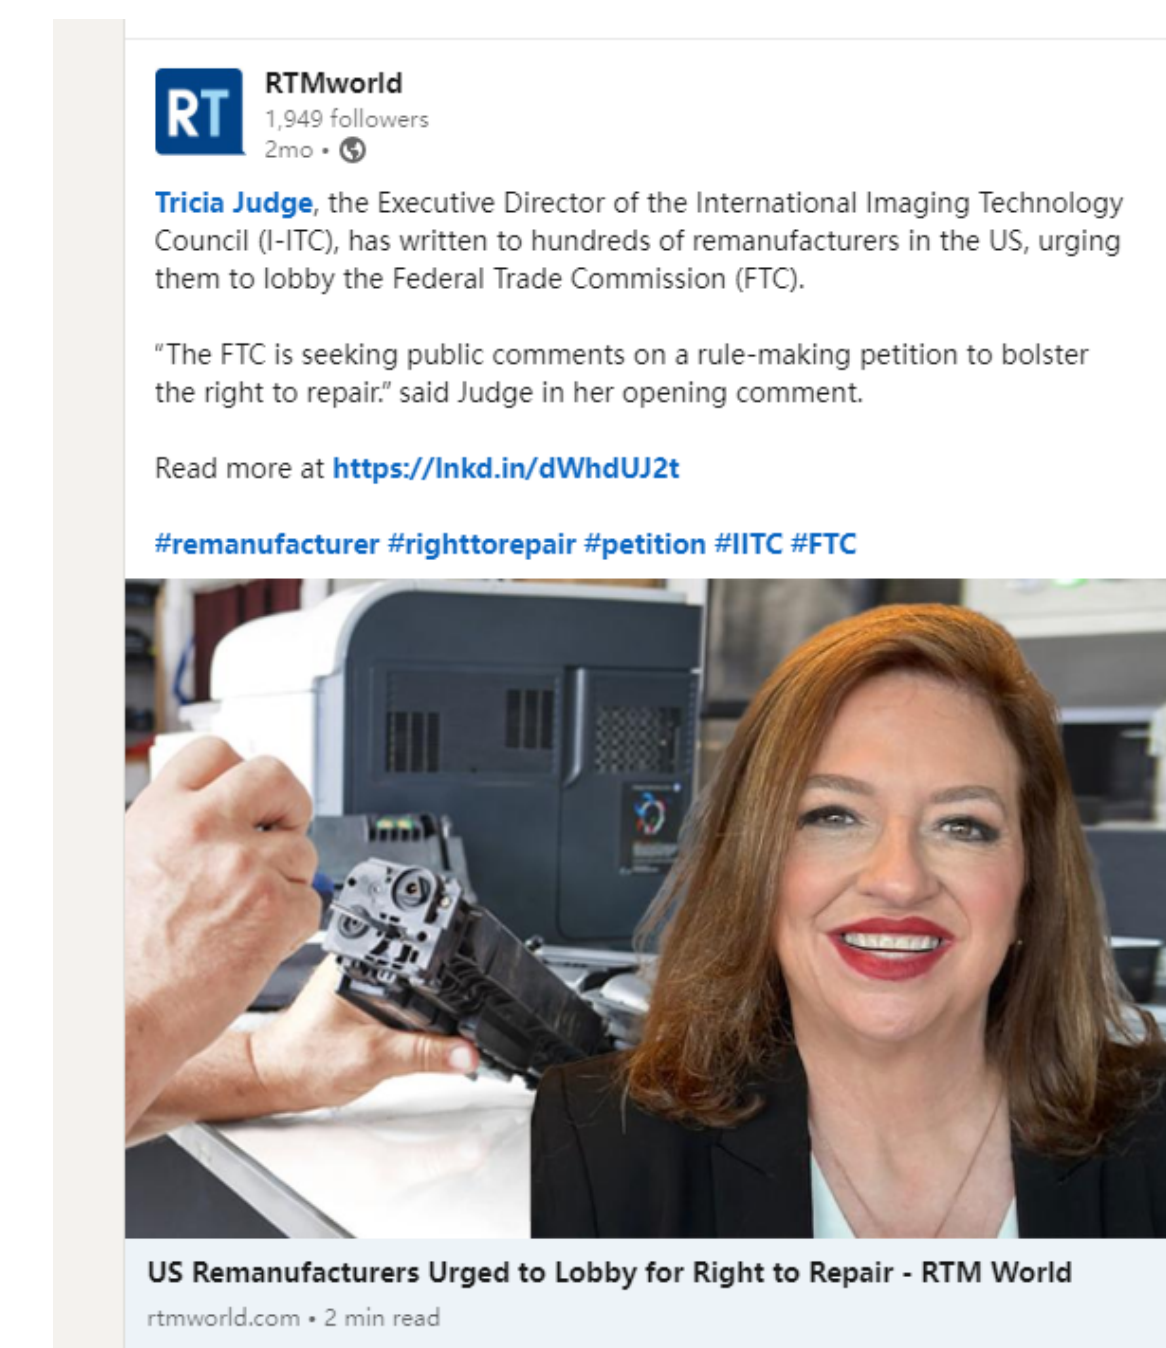 RT
RTMworld
1,949 followers
2mo •
Tricia Judge, the Executive Director of the International Imaging Technology
Council (I-ITC), has written to hundreds of remanufacturers in the US, urging
them to lobby the Federal Trade Commission (FTC).
"The FTC is seeking public comments on a rule-making petition to bolster
the right to repair.” said Judge in her opening comment.
Read more at https://lnkd.in/dWhdUJ2t
#remanufacturer #righttorepair #petition #IITC #FTC
US Remanufacturers Urged to Lobby for Right to Repair - RTM World
rtmworld.com • 2 min read